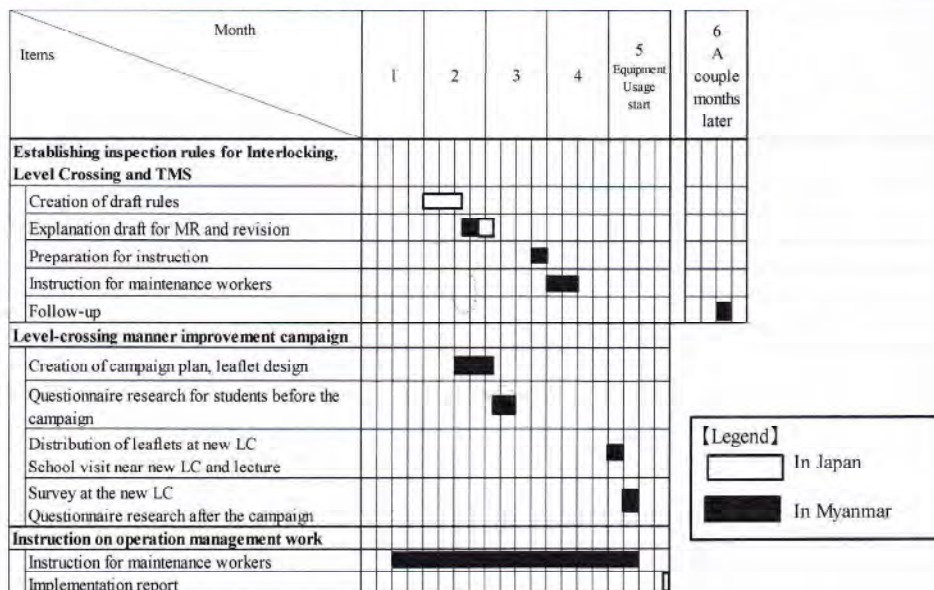 Month
Items
1
2
3
4
5
Equipment
Usage
start
6
A
couple
months
later
Establishing inspection rules for Interlocking,
Level Crossing and TMS
Creation of draft rules
Explanation draft for MR and revision
Preparation for instruction
Instruction for maintenance workers
Follow-up
Level-crossing manner improvement campaign
Creation of campaign plan, leaflet design
Questionnaire research for students before the
campaign
Distribution of leaflets at new LC
School visit near new LC and lecture
Survey at the new LC
Questionnaire research after the campaign
Instruction on operation management work
Instruction for maintenance workers
Implementation report
【Legend】
In Japan
In Myanmar